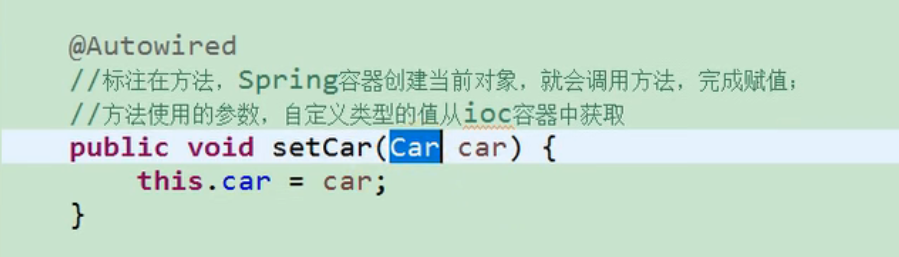 @Autowired
//标注在方法，Spring容器创建当前对象，就会调用方法，完成赋值；
//方法使用的参数，自定义类型的值从ioc容器中获取
public void setCar(Car car) {
this.car = car;
}